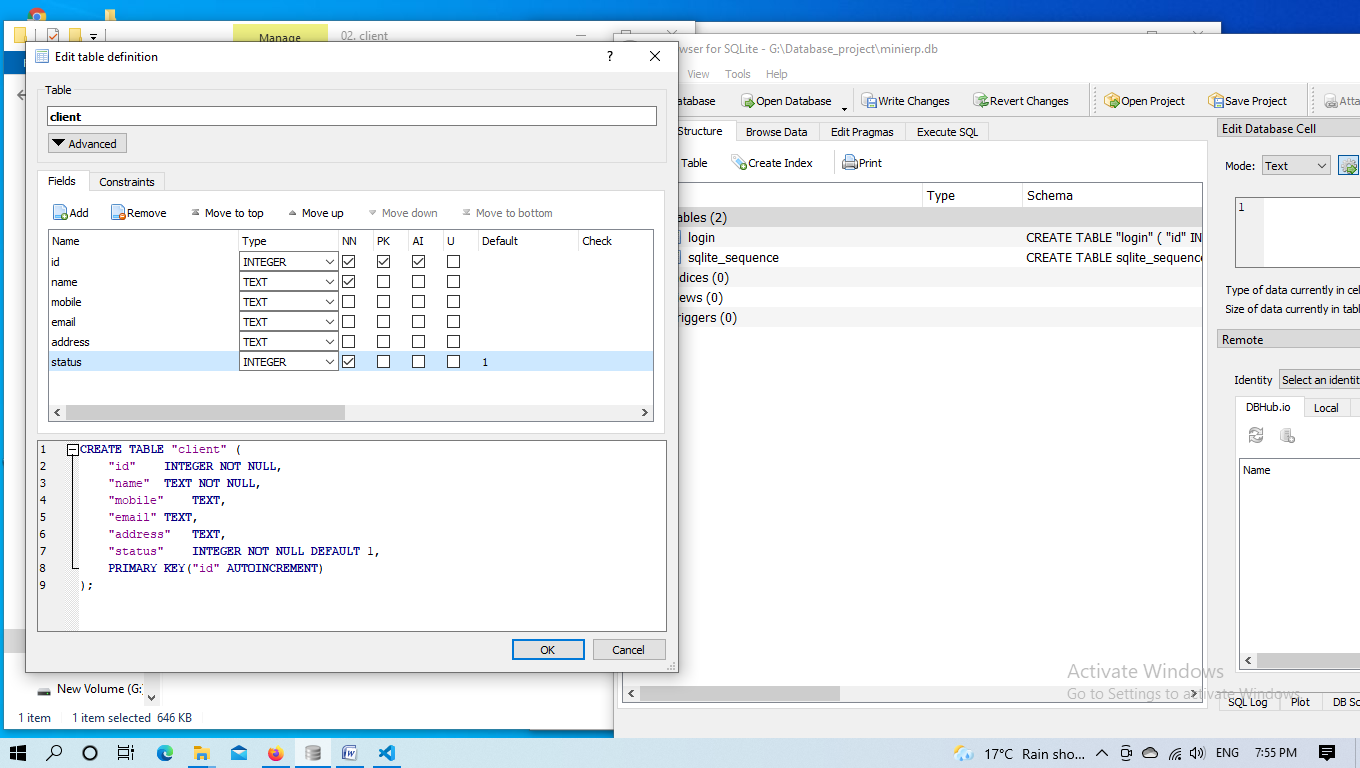 Manage
02. client
wser for SQLite - G:\Database_project\minierp.db
Edit table definition
?
View Tools Help
Table
client
Advanced
atabase
Open Database
Write Changes
Revert Changes
Open Project
Save Project
Atta
Structure
Browse Data
Edit Pragmas
Execute SQL
Edit Database Cell
Table
Create Index
Print
Mode: Text
Fields
Constraints
Add
Remove
Move to top
Move up
Move down
Move to bottom
Name Type NN PK AI U Default Check
id INTEGER
name TEXT
mobile TEXT
email TEXT
address TEXT
status INTEGER 1
Type Schema
ables (2)
login CREATE TABLE "login" ( "id" IN
sqlite_sequence CREATE TABLE sqlite_sequence
dices (0)
ews (0)
riggers (0)
1
Type of data currently in cel
Size of data currently in tabl
Remote
Identity Select an identit
DBHub.io Local
Name
1 CREATE TABLE "client" (
2 "id" INTEGER NOT NULL,
3 "name" TEXT NOT NULL,
4 "mobile" TEXT,
5 "email" TEXT,
6 "address" TEXT,
7 "status" INTEGER NOT NULL DEFAULT 1,
8 PRIMARY KEY("id" AUTOINCREMENT)
9 );
OK
Cancel
Activate Windows
Go to Settings to activate Windows.
SQL Log Plot DB Sc
New Volume (G:
1 item 1 item selected 646 KB
17°C Rain sho... ENG 7:55 PM